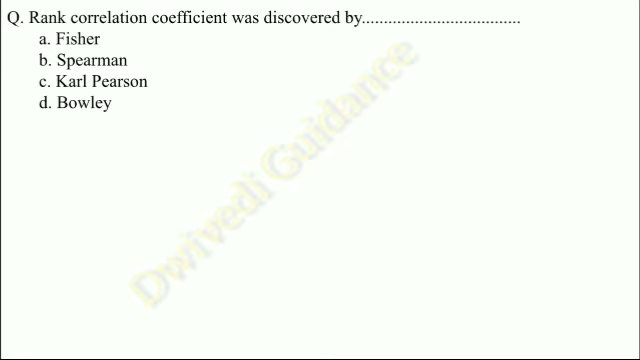 Q. Rank correlation coefficient was discovered by....................................
a. Fisher
b. Spearman
c. Karl Pearson
d. Bowley
Dwivedi Guidance